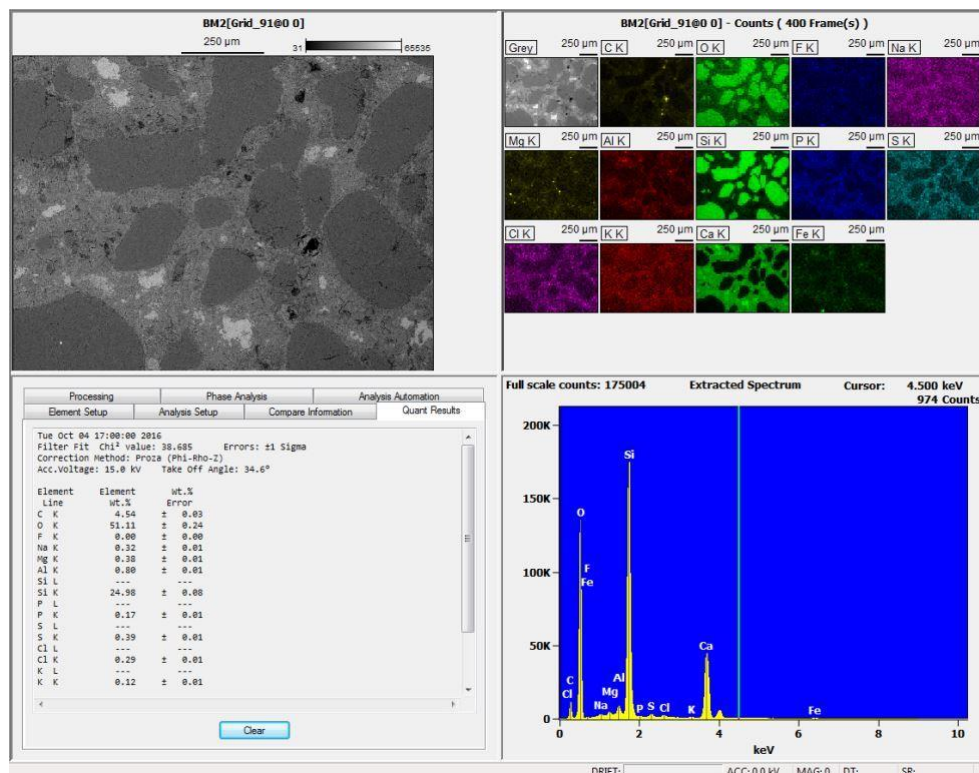 BM2[Grid_91@0 0]
250 µm
31
65535
BM2[Grid_91@0 0] - Counts ( 400 Frame(s) )
Grey 250 µm C K 250 µm O K 250 µm F K 250 µm Na K 250 µm
Mg K 250 µm Al K 250 µm Si K 250 µm P K 250 µm S K 250 µm
Cl K 250 µm K K 250 µm Ca K 250 µm Fe K 250 µm
Processing Phase Analysis Analysis Automation
Element Setup Analysis Setup Compare Information Quant Results
Tue Oct 04 17:00:00 2016
Filter Fit Chi² value: 38.685 Errors: ±1 Sigma
Correction Method: Proza (Phi-Rho-Z)
Acc.Voltage: 15.0 kV Take Off Angle: 34.6°
Element Element Wt.%
Line Wt.% Error
C K 4.54 ± 0.03
O K 51.11 ± 0.24
F K 0.00 ± 0.00
Na K 0.32 ± 0.01
Mg K 0.38 ± 0.01
Al K 0.80 ± 0.01
Si L --- ---
Si K 24.98 ± 0.08
P L --- ---
P K 0.17 ± 0.01
S L --- ---
S K 0.39 ± 0.01
Cl L --- ---
Cl K 0.29 ± 0.01
K L --- ---
K K 0.12 ± 0.01
Clear
Full scale counts: 175004 Extracted Spectrum Cursor: 4.500 keV
974 Counts
200K
150K
100K
50K
0
Si
O
F
Fe
Ca
C
Cl
Na
Mg
Al
P
S
Cl
K
Fe
0 2 4 6 8 10
keV
DRIFT: ACC: 0.0 kV MAG: 0 DT: SR: